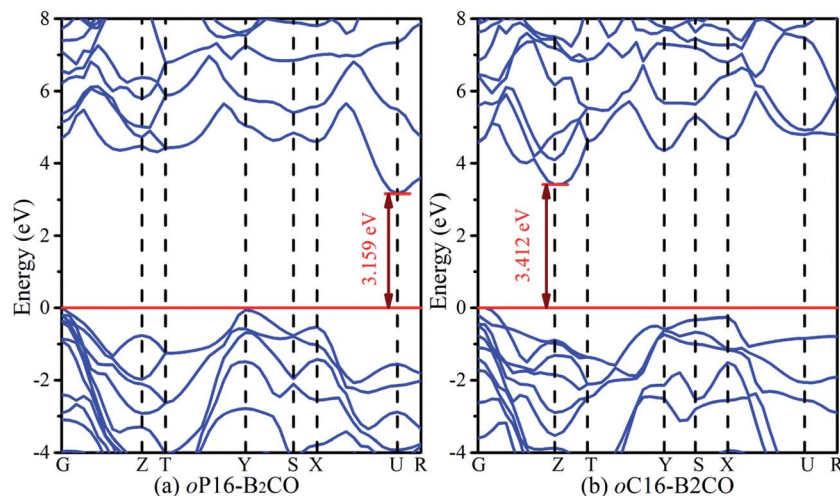 8
6
4
2
0
-2
-4
Energy (eV)
3.159 eV
G Z T Y S X U R
(a) oP16-B₂CO
8
6
4
2
0
-2
-4
Energy (eV)
3.412 eV
G Z T Y S X U R
(b) oC16-B2CO